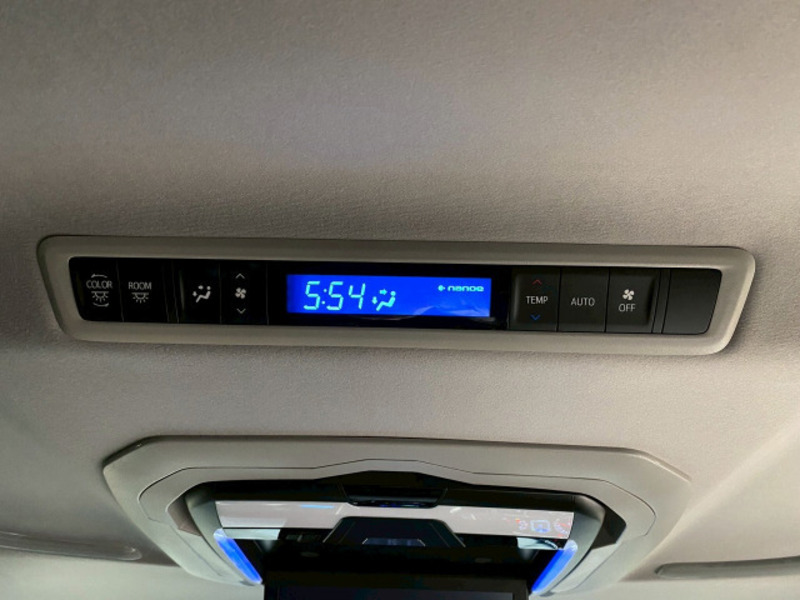 COLOR
ROOM
5:54
nanoe
TEMP
AUTO
OFF